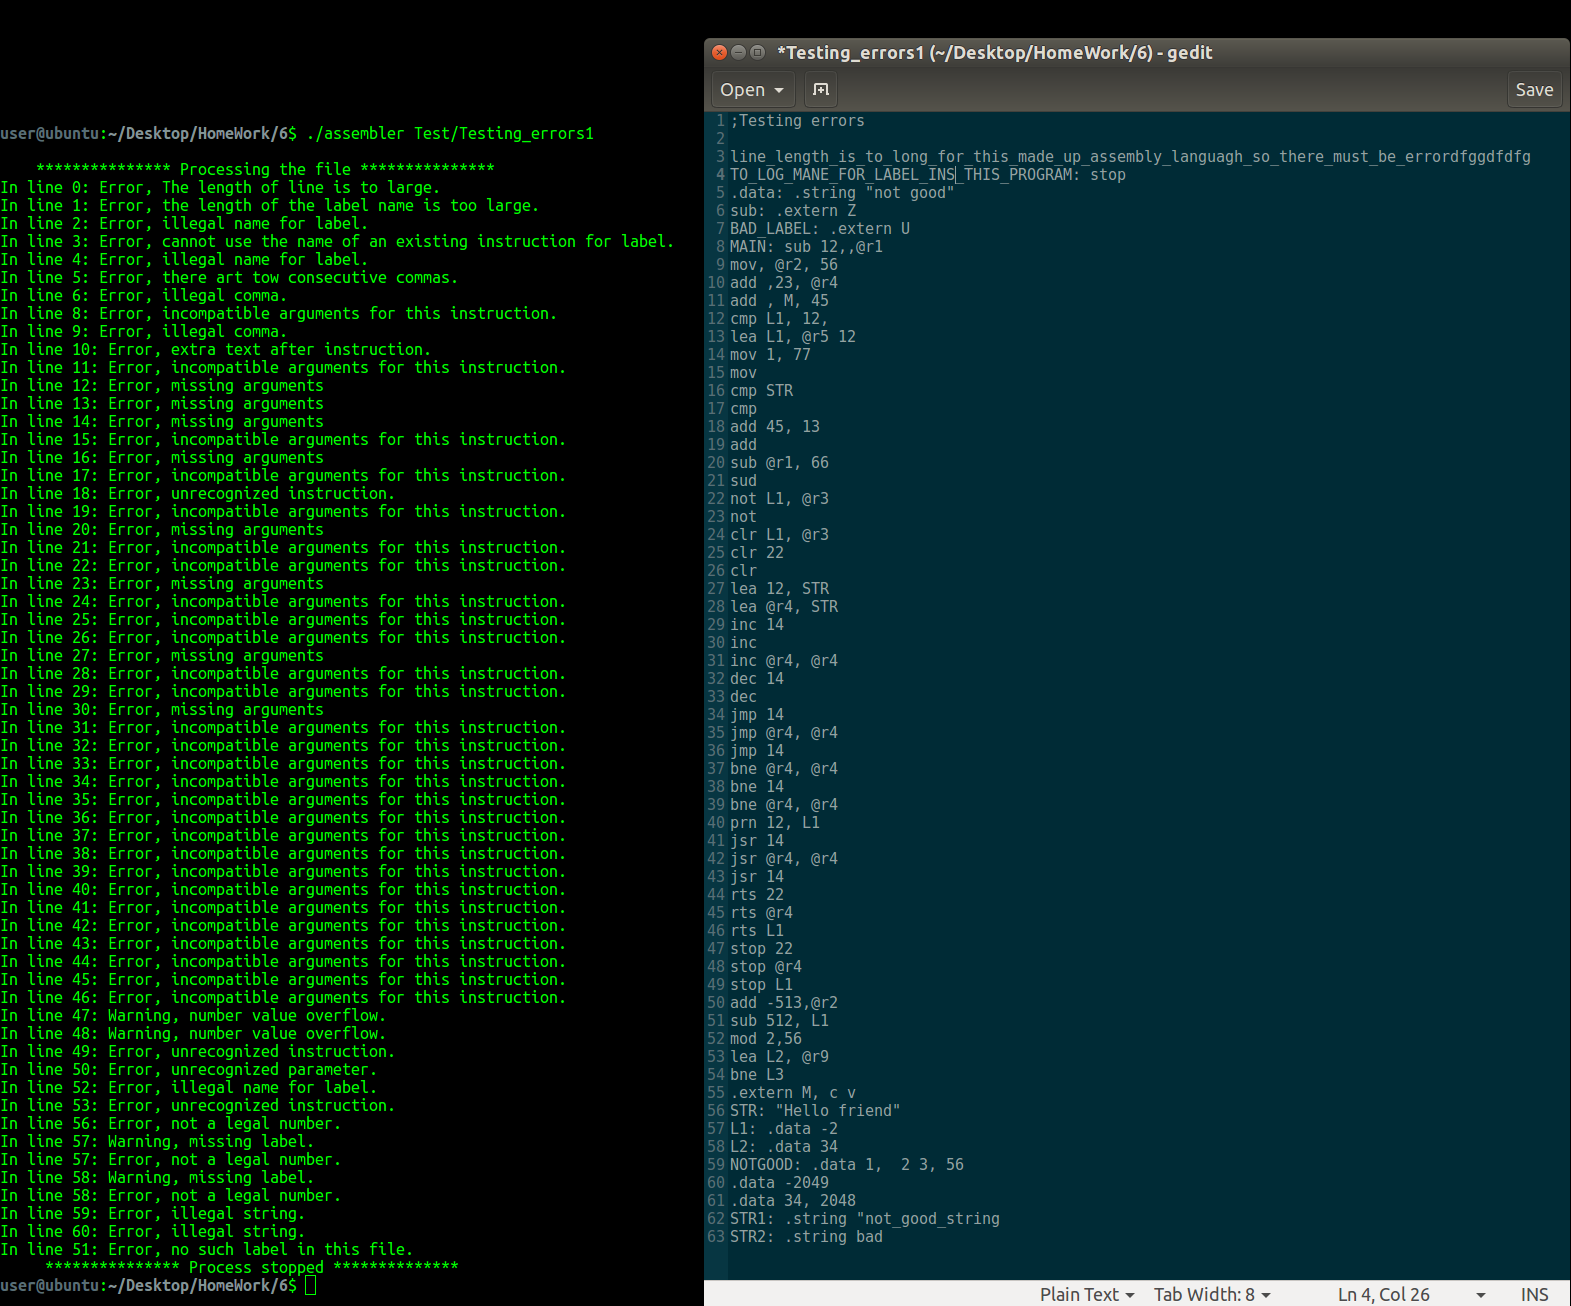 user@ubuntu:~/Desktop/HomeWork/6$ ./assembler Test/Testing_errors1
*************** Processing the file ***************
In line 0: Error, The length of line is to large.
In line 1: Error, the length of the label name is too large.
In line 2: Error, illegal name for label.
In line 3: Error, cannot use the name of an existing instruction for label.
In line 4: Error, illegal name for label.
In line 5: Error, there art tow consecutive commas.
In line 6: Error, illegal comma.
In line 8: Error, incompatible arguments for this instruction.
In line 9: Error, illegal comma.
In line 10: Error, extra text after instruction.
In line 11: Error, incompatible arguments for this instruction.
In line 12: Error, missing arguments
In line 13: Error, missing arguments
In line 14: Error, missing arguments
In line 15: Error, incompatible arguments for this instruction.
In line 16: Error, missing arguments
In line 17: Error, incompatible arguments for this instruction.
In line 18: Error, unrecognized instruction.
In line 19: Error, incompatible arguments for this instruction.
In line 20: Error, missing arguments
In line 21: Error, incompatible arguments for this instruction.
In line 22: Error, incompatible arguments for this instruction.
In line 23: Error, missing arguments
In line 24: Error, incompatible arguments for this instruction.
In line 25: Error, incompatible arguments for this instruction.
In line 26: Error, incompatible arguments for this instruction.
In line 27: Error, missing arguments
In line 28: Error, incompatible arguments for this instruction.
In line 29: Error, incompatible arguments for this instruction.
In line 30: Error, missing arguments
In line 31: Error, incompatible arguments for this instruction.
In line 32: Error, incompatible arguments for this instruction.
In line 33: Error, incompatible arguments for this instruction.
In line 34: Error, incompatible arguments for this instruction.
In line 35: Error, incompatible arguments for this instruction.
In line 36: Error, incompatible arguments for this instruction.
In line 37: Error, incompatible arguments for this instruction.
In line 38: Error, incompatible arguments for this instruction.
In line 39: Error, incompatible arguments for this instruction.
In line 40: Error, incompatible arguments for this instruction.
In line 41: Error, incompatible arguments for this instruction.
In line 42: Error, incompatible arguments for this instruction.
In line 43: Error, incompatible arguments for this instruction.
In line 44: Error, incompatible arguments for this instruction.
In line 45: Error, incompatible arguments for this instruction.
In line 46: Error, incompatible arguments for this instruction.
In line 47: Warning, number value overflow.
In line 48: Warning, number value overflow.
In line 49: Error, unrecognized instruction.
In line 50: Error, unrecognized parameter.
In line 52: Error, illegal name for label.
In line 53: Error, unrecognized instruction.
In line 56: Error, not a legal number.
In line 57: Warning, missing label.
In line 57: Error, not a legal number.
In line 58: Warning, missing label.
In line 58: Error, not a legal number.
In line 59: Error, illegal string.
In line 60: Error, illegal string.
In line 51: Error, no such label in this file.
*************** Process stopped **************
user@ubuntu:~/Desktop/HomeWork/6$
*Testing_errors1 (~/Desktop/HomeWork/6) - gedit
Open
Save
1 ;Testing errors
2
3 line_length_is_to_long_for_this_made_up_assembly_languagh_so_there_must_be_errordfggdfdfg
4 TO_LOG_MANE_FOR_LABEL_INS_THIS_PROGRAM: stop
5 .data: .string "not good"
6 sub: .extern Z
7 BAD_LABEL: .extern U
8 MAIN: sub 12,,@r1
9 mov, @r2, 56
10 add ,23, @r4
11 add , M, 45
12 cmp L1, 12,
13 lea L1, @r5 12
14 mov 1, 77
15 mov
16 cmp STR
17 cmp
18 add 45, 13
19 add
20 sub @r1, 66
21 sud
22 not L1, @r3
23 not
24 clr L1, @r3
25 clr 22
26 clr
27 lea 12, STR
28 lea @r4, STR
29 inc 14
30 inc
31 inc @r4, @r4
32 dec 14
33 dec
34 jmp 14
35 jmp @r4, @r4
36 jmp 14
37 bne @r4, @r4
38 bne 14
39 bne @r4, @r4
40 prn 12, L1
41 jsr 14
42 jsr @r4, @r4
43 jsr 14
44 rts 22
45 rts @r4
46 rts L1
47 stop 22
48 stop @r4
49 stop L1
50 add -513,@r2
51 sub 512, L1
52 mod 2,56
53 lea L2, @r9
54 bne L3
55 .extern M, c v
56 STR: "Hello friend"
57 L1: .data -2
58 L2: .data 34
59 NOTGOOD: .data 1,  2 3, 56
60 .data -2049
61 .data 34, 2048
62 STR1: .string "not_good_string
63 STR2: .string bad
Plain Text Tab Width: 8 Ln 4, Col 26 INS